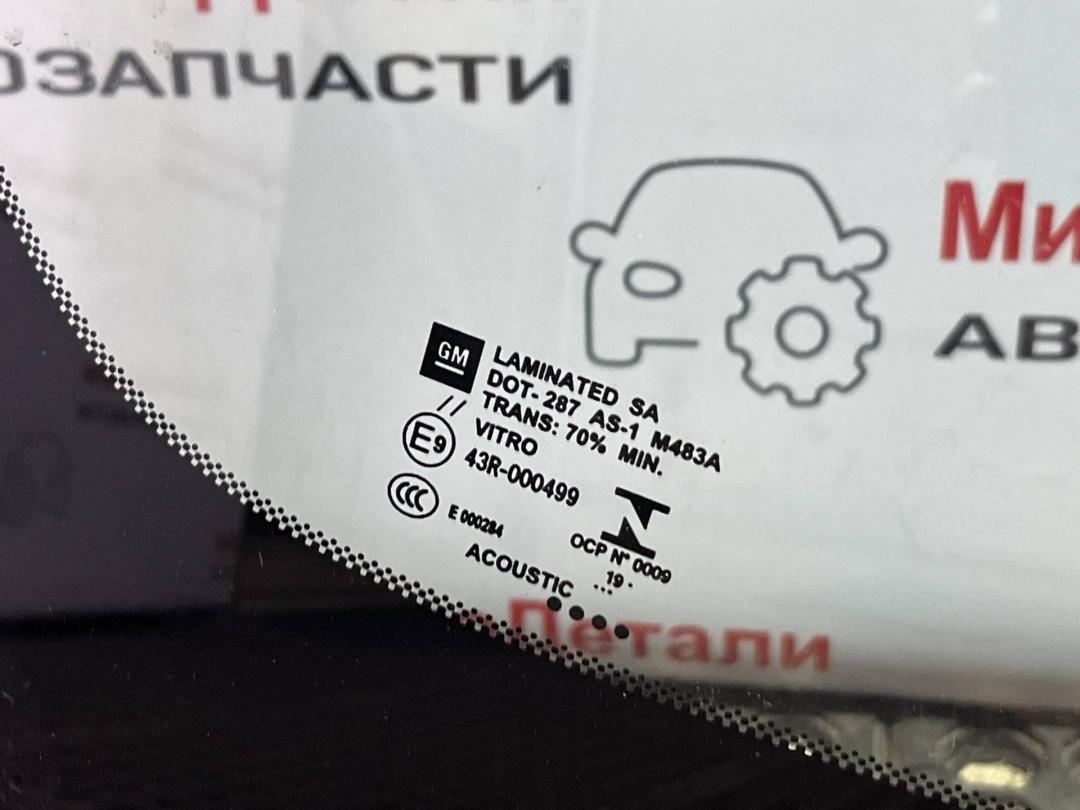 ОЗАПЧАСТИ
Ми
АВ
GM
LAMINATED SA
DOT- 287 AS-1 M483A
TRANS: 70% MIN.
//
VITRO
E9
43R-000499
CCC
E 000284
OCP N° 0009
19 .
...
ACOUSTIC
Детали